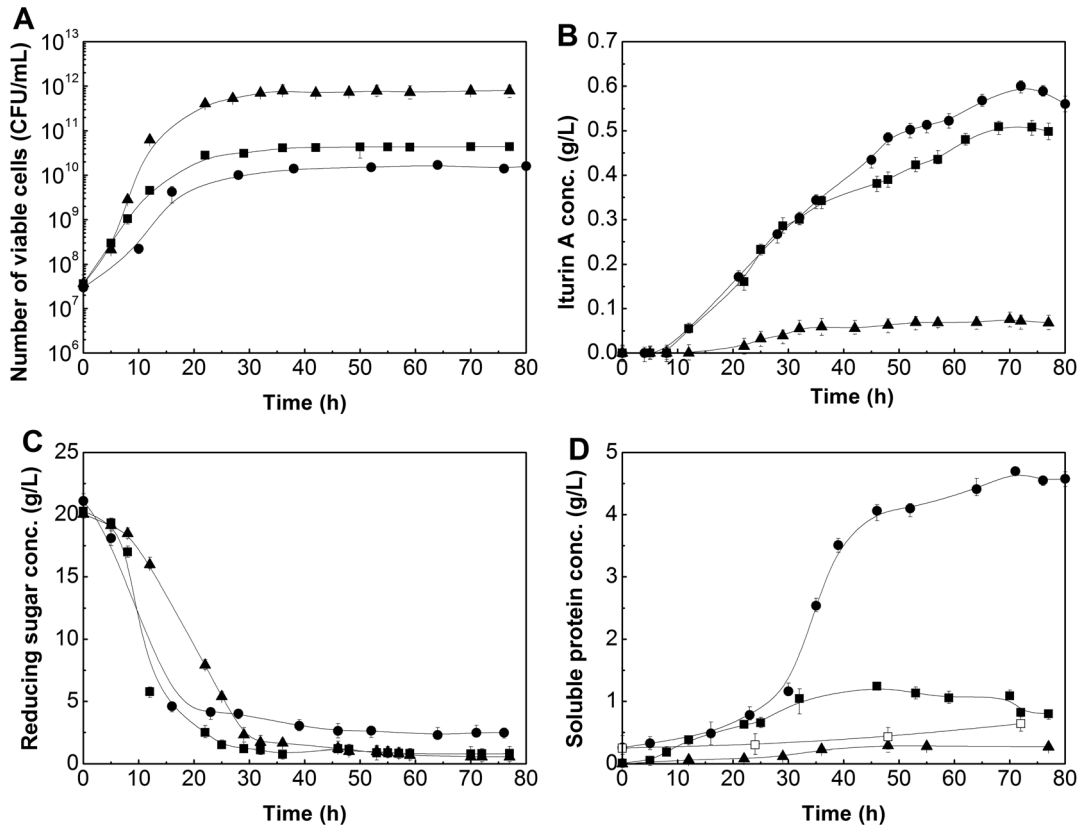 A
Number of viable cells (CFU/mL)
10^13
10^12
10^11
10^10
10^9
10^8
10^7
10^6
0 10 20 30 40 50 60 70 80
Time (h)
B
Iturin A conc. (g/L)
0.7
0.6
0.5
0.4
0.3
0.2
0.1
0.0
0 10 20 30 40 50 60 70 80
Time (h)
C
Reducing sugar conc. (g/L)
25
20
15
10
5
0
0 10 20 30 40 50 60 70 80
Time (h)
D
Soluble protein conc. (g/L)
5
4
3
2
1
0
0 10 20 30 40 50 60 70 80
Time (h)